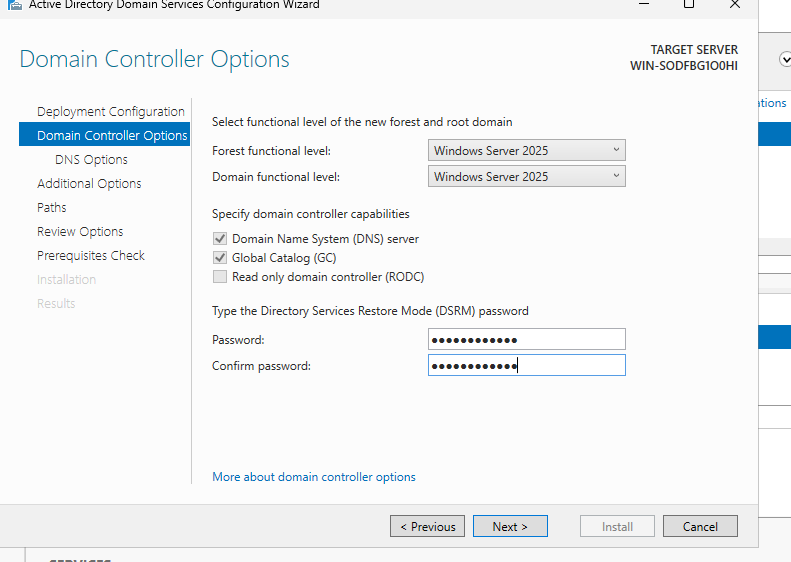 Active Directory Domain Services Configuration Wizard
Domain Controller Options
TARGET SERVER
WIN-SODFBG1O0HI
Deployment Configuration
Domain Controller Options
DNS Options
Additional Options
Paths
Review Options
Prerequisites Check
Installation
Results
Select functional level of the new forest and root domain
Forest functional level: Windows Server 2025
Domain functional level: Windows Server 2025
Specify domain controller capabilities
Domain Name System (DNS) server
Global Catalog (GC)
Read only domain controller (RODC)
Type the Directory Services Restore Mode (DSRM) password
Password: ●●●●●●●●●●●●
Confirm password: ●●●●●●●●●●●●
More about domain controller options
< Previous
Next >
Install
Cancel